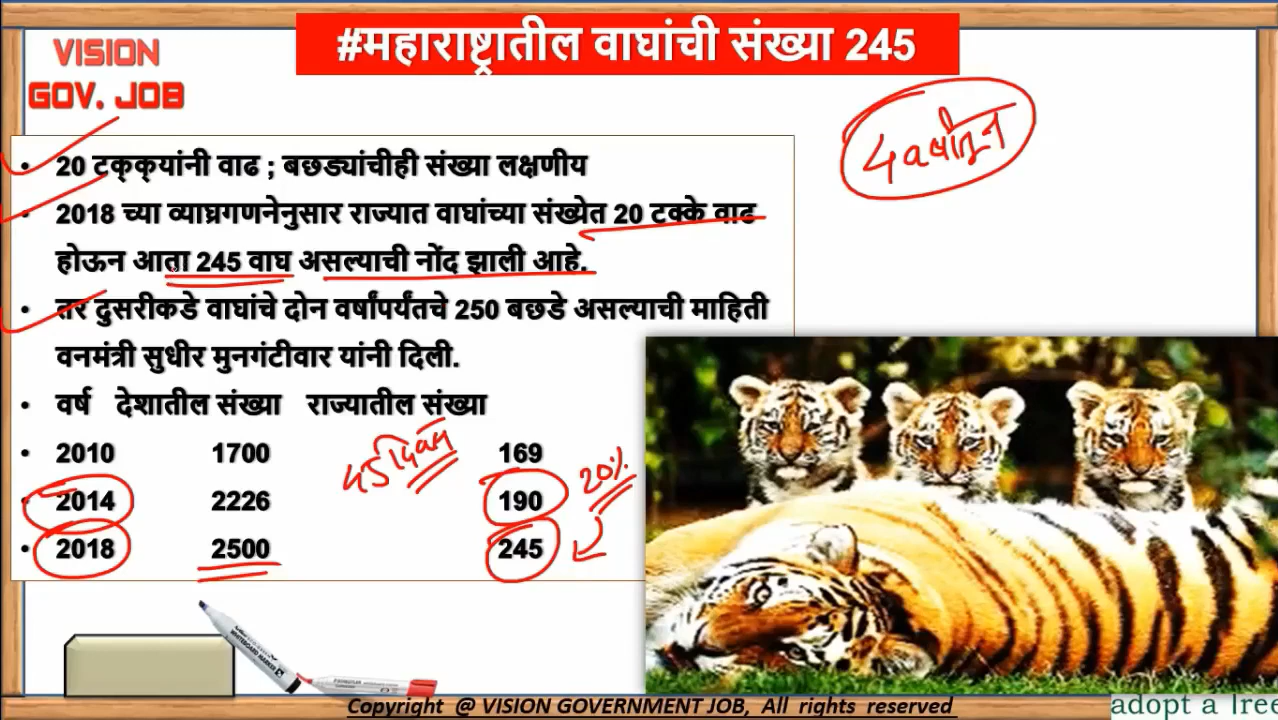 #महाराष्ट्रातील वाघांची संख्या 245
VISION
GOV. JOB
4 वर्षातून
• 20 टक्क्यांनी वाढ ; बछड्यांचीही संख्या लक्षणीय
• 2018 च्या व्याघ्रगणनेनुसार राज्यात वाघांच्या संख्येत 20 टक्के वाढ
होऊन आता 245 वाघ असल्याची नोंद झाली आहे.
• तर दुसरीकडे वाघांचे दोन वर्षांपर्यंतचे 250 बछडे असल्याची माहिती
वनमंत्री सुधीर मुनगंटीवार यांनी दिली.
• वर्ष देशातील संख्या राज्यातील संख्या
• 2010 1700 169
• 2014 2226 190
• 2018 2500 245
20%
Copyright @ VISION GOVERNMENT JOB, All rights reserved
adopt a Tree